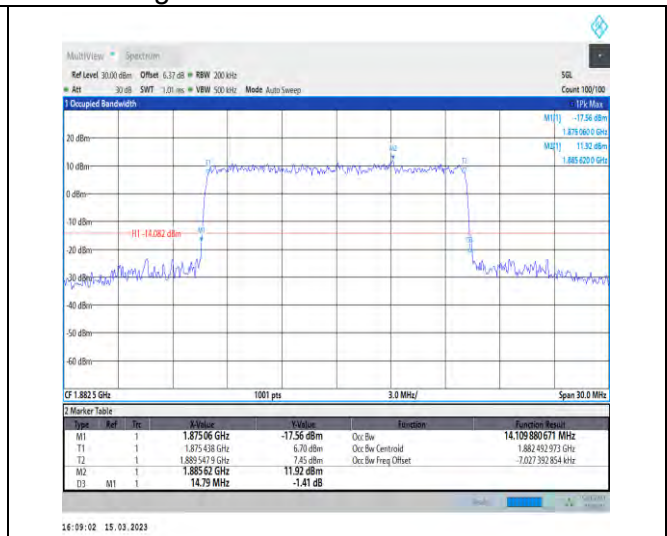 MultiView Spectrum
Ref Level 30.00 dBm Offset 6.37 dB RBW 200 kHz SGL
Att 30 dB SWT 1.01 ms VBW 500 kHz Mode Auto Sweep Count 100/100
1 Occupied Bandwidth 1Pk Max
M1[1] -17.56 dBm
1.875 060 0 GHz
M2[1] 11.92 dBm
1.885 620 0 GHz
20 dBm
M2
T1 T2
10 dBm
0 dBm
-10 dBm
H1 -14.082 dBm M1
-20 dBm
-30 dBm
-40 dBm
-50 dBm
-60 dBm
CF 1.882 5 GHz 1001 pts 3.0 MHz/ Span 30.0 MHz
2 Marker Table
Type Ref Trc X-Value Y-Value Function Function Result
M1 1 1.875 06 GHz -17.56 dBm Occ Bw 14.109 880 671 MHz
T1 1 1.875 438 GHz 6.70 dBm Occ Bw Centroid 1.882 492 973 GHz
T2 1 1.889 547 9 GHz 7.45 dBm Occ Bw Freq Offset -7.027 392 854 kHz
M2 1 1.885 62 GHz 11.92 dBm
D3 M1 1 14.79 MHz -1.41 dB
16:09:02 15.03.2023